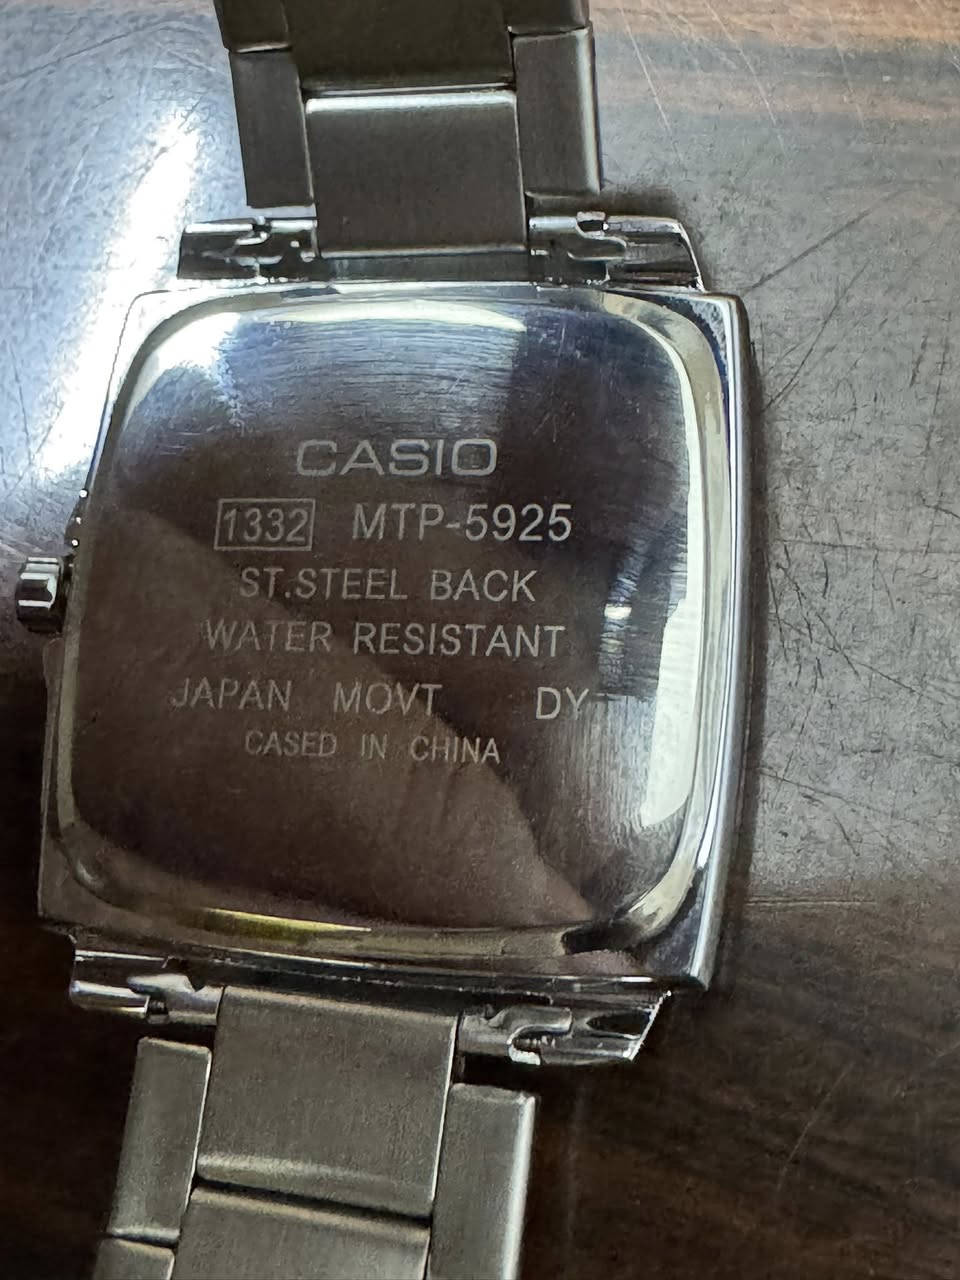 CASIO
1332 MTP-5925
ST.STEEL BACK
WATER RESISTANT
JAPAN MOVT DY
CASED IN CHINA